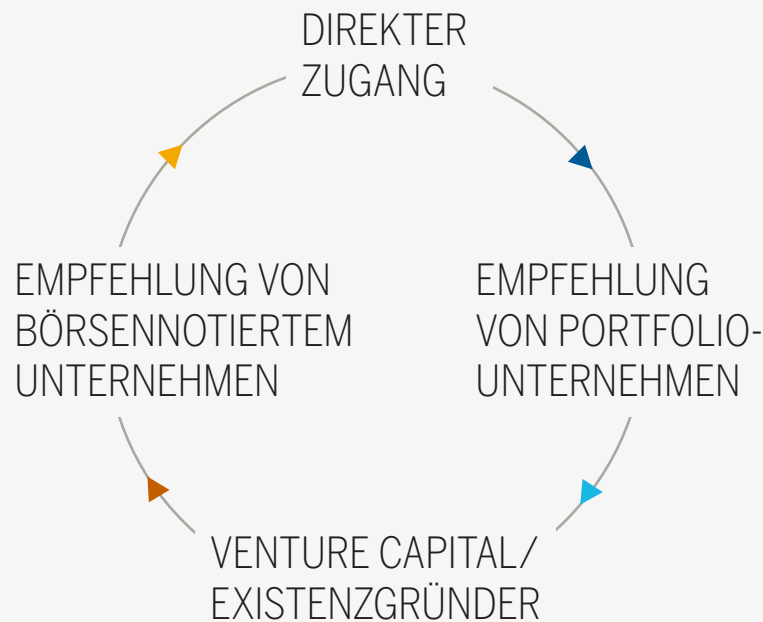 DIREKTER
ZUGANG
EMPFEHLUNG VON
BÖRSENNOTIERTEM
UNTERNEHMEN
EMPFEHLUNG
VON PORTFOLIO-
UNTERNEHMEN
VENTURE CAPITAL/
EXISTENZGRÜNDER